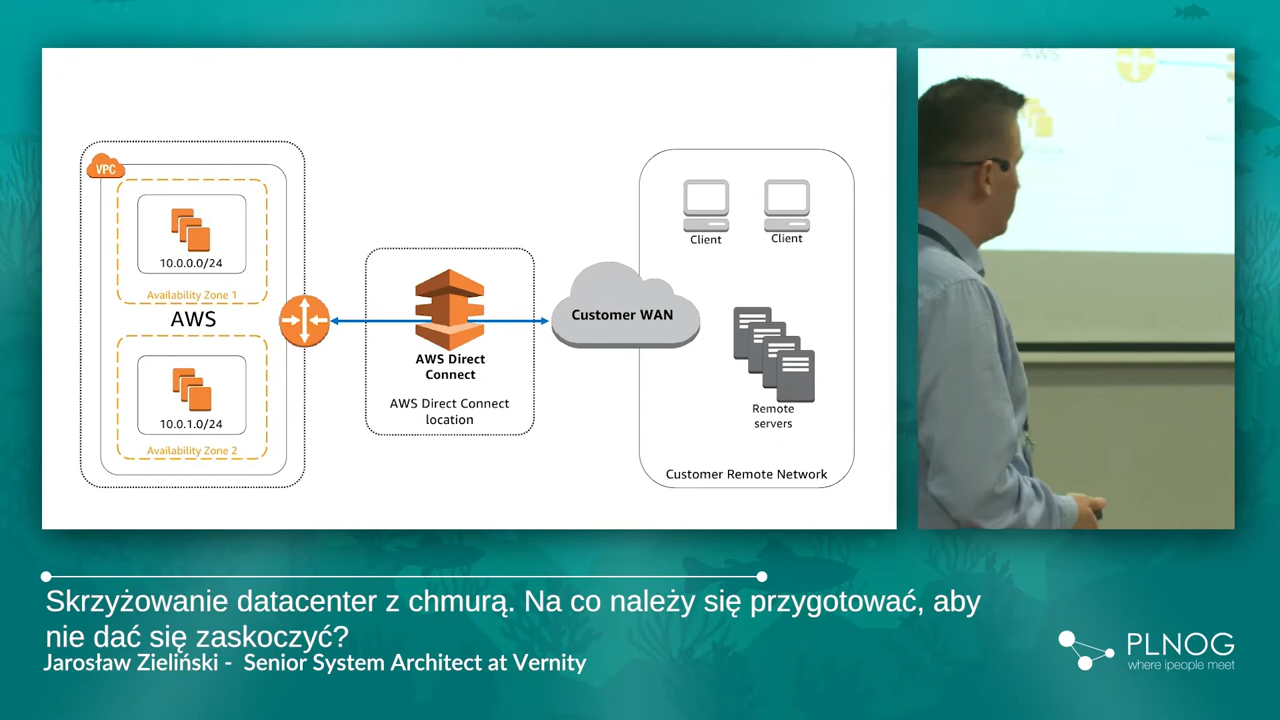 VPC
10.0.0.0/24
Availability Zone 1
AWS
10.0.1.0/24
Availability Zone 2
AWS Direct
Connect
AWS Direct Connect
location
Customer WAN
Client
Client
Remote
servers
Customer Remote Network
AWS
Skrzyżowanie datacenter z chmurą. Na co należy się przygotować, aby
nie dać się zaskoczyć?
Jarosław Zieliński - Senior System Architect at Vernity
PLNOG
where ipeople meet